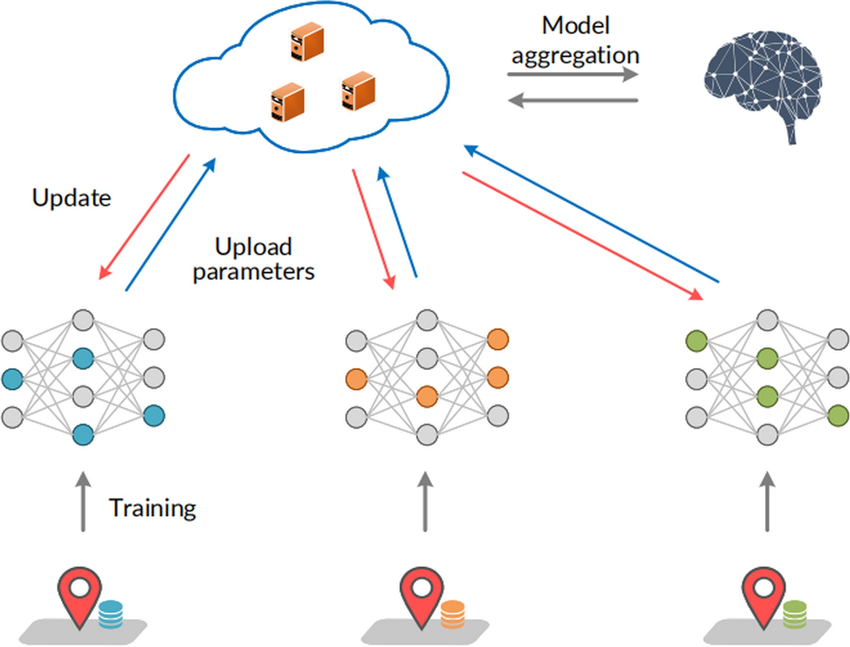 Model
aggregation
Update
Upload
parameters
Training